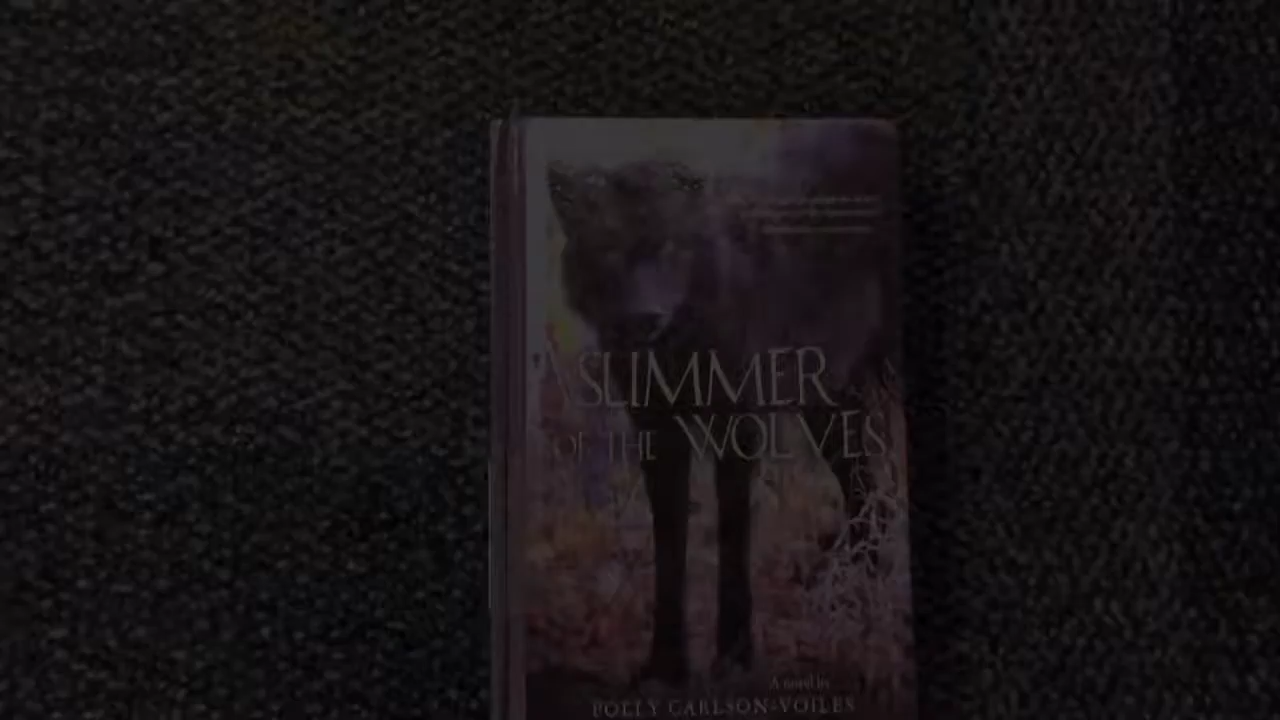 A SUMMER
OF THE WOLVES
A novel by
POLLY CARLSON-VOILES